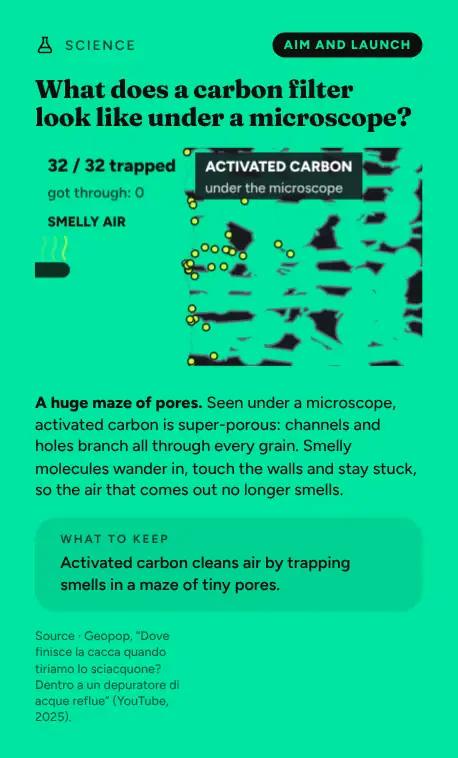 SCIENCE
AIM AND LAUNCH
What does a carbon filter
look like under a microscope?
32 / 32 trapped
got through: 0
SMELLY AIR
ACTIVATED CARBON
under the microscope
A huge maze of pores. Seen under a microscope,
activated carbon is super-porous: channels and
holes branch all through every grain. Smelly
molecules wander in, touch the walls and stay stuck,
so the air that comes out no longer smells.
WHAT TO KEEP
Activated carbon cleans air by trapping
smells in a maze of tiny pores.
Source · Geopop, "Dove
finisce la cacca quando
tiriamo lo sciacquone?
Dentro a un depuratore di
acque reflue" (YouTube,
2025).